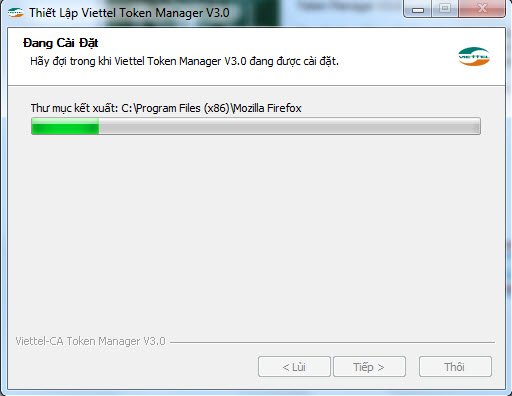 Thiết Lập Viettel Token Manager V3.0
Đang Cài Đặt
Hãy đợi trong khi Viettel Token Manager V3.0 đang được cài đặt.
VIETTEL
Thư mục kết xuất: C:\Program Files (x86)\Mozilla Firefox
Viettel-CA Token Manager V3.0
< Lùi
Tiếp >
Thôi